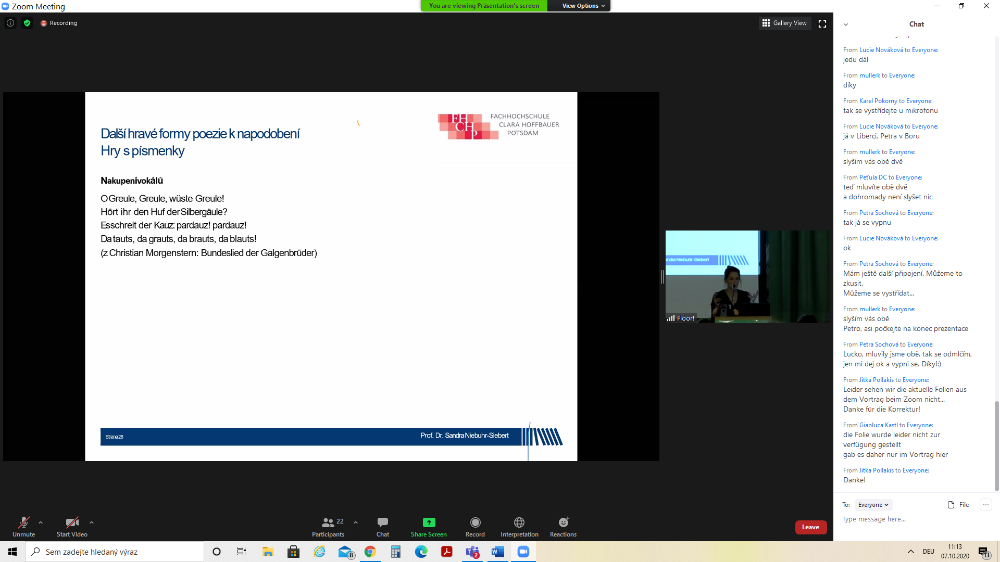 Zoom Meeting
You are viewing Präsentation's screen
View Options
Recording
Gallery View
Další hravé formy poezie k napodobení
Hry s písmenky
FH
CH
P
FACHHOCHSCHULE
CLARA HOFFBAUER
POTSDAM
Nakupenívokálů
O Greule, Greule, wüste Greule!
Hört ihr den Huf der Silbergäule?
Esschreit der Kauz: pardauz! pardauz!
Da tauts, da grauts, da brauts, da blauts!
(z Christian Morgenstern: Bundeslied der Galgenbrüder)
Strana28
Prof. Dr. Sandra Niebuhr-Siebert
andra Niebuhr-Siebert
Floor!
Chat
From Lucie Nováková to Everyone:
jedu dál
From mullerk to Everyone:
díky
From Karel Pokorny to Everyone:
tak se vystřídejte u mikrofonu
From Lucie Nováková to Everyone:
já v Liberci, Petra v Boru
From mullerk to Everyone:
slyším vás obě dvě
From Peťula DC to Everyone:
teď mluvíte obě dvě
a dohromady není slyšet nic
From Petra Sochová to Everyone:
tak já se vypnu
From Lucie Nováková to Everyone:
ok
From Petra Sochová to Everyone:
Mám ještě další připojení. Můžeme to
zkusit.
Můžeme se vystřídat...
From mullerk to Everyone:
slyším vás obě
Petro, asi počkejte na konec prezentace
From Petra Sochová to Everyone:
Lucko, mluvily jsme obě, tak se odmlčím,
jen mi dej ok a vypni se. Díky!:)
From Jitka Pollakis to Everyone:
Leider sehen wir die aktuelle Folien aus
dem Vortrag beim Zoom nicht...
Danke für die Korrektur!
From Gianluca Kastl to Everyone:
die Folie wurde leider nicht zur
verfügung gestellt
gab es daher nur im Vortrag hier
From Jitka Pollakis to Everyone:
Danke!
To: Everyone
File
Type message here...
Unmute
Start Video
22
Participants
Chat
Share Screen
Record
Interpretation
Reactions
Leave
Sem zadejte hledaný výraz
8
2
DEU
11:13
07.10.2020
13